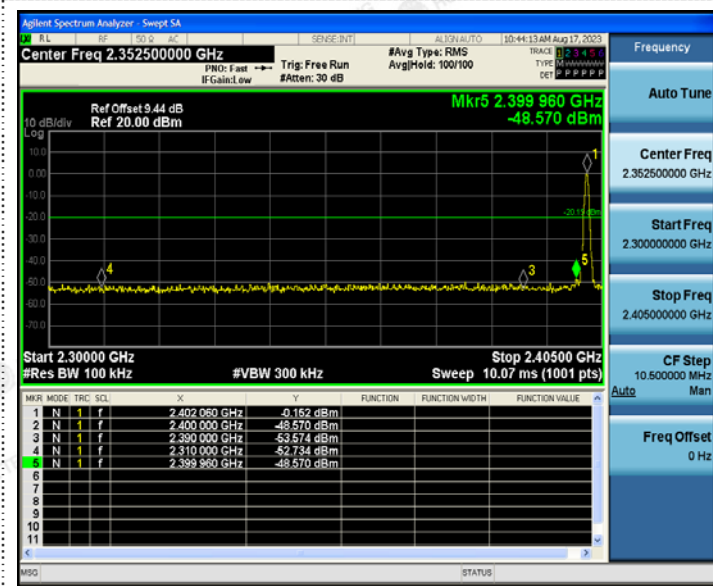 Agilent Spectrum Analyzer - Swept SA
RL RF 50 Ω AC SENSE:INT ALIGNAUTO 10:44:13 AM Aug 17, 2023
Center Freq 2.352500000 GHz #Avg Type: RMS TRACE 1 2 3 4 5 6
PNO: Fast Trig: Free Run Avg|Hold: 100/100 TYPE M
IFGain:Low #Atten: 30 dB DET P P P P P P
Mkr5 2.399 960 GHz
Ref Offset 9.44 dB
10 dB/div Ref 20.00 dBm -48.570 dBm
Log
10.0
0.00
-10.0
-20.0
-30.0
-40.0
-50.0
-60.0
-70.0
1
-20.15 dBm
4
3
5
Start 2.30000 GHz Stop 2.40500 GHz
#Res BW 100 kHz #VBW 300 kHz Sweep 10.07 ms (1001 pts)
MKR MODE TRC SCL X Y FUNCTION FUNCTION WIDTH FUNCTION VALUE
1 N 1 f 2.402 060 GHz -0.152 dBm
2 N 1 f 2.400 000 GHz -48.570 dBm
3 N 1 f 2.390 000 GHz -53.574 dBm
4 N 1 f 2.310 000 GHz -52.734 dBm
5 N 1 f 2.399 960 GHz -48.570 dBm
6
7
8
9
10
11
MSG STATUS
Frequency
Auto Tune
Center Freq
2.352500000 GHz
Start Freq
2.300000000 GHz
Stop Freq
2.405000000 GHz
CF Step
10.500000 MHz
Auto Man
Freq Offset
0 Hz